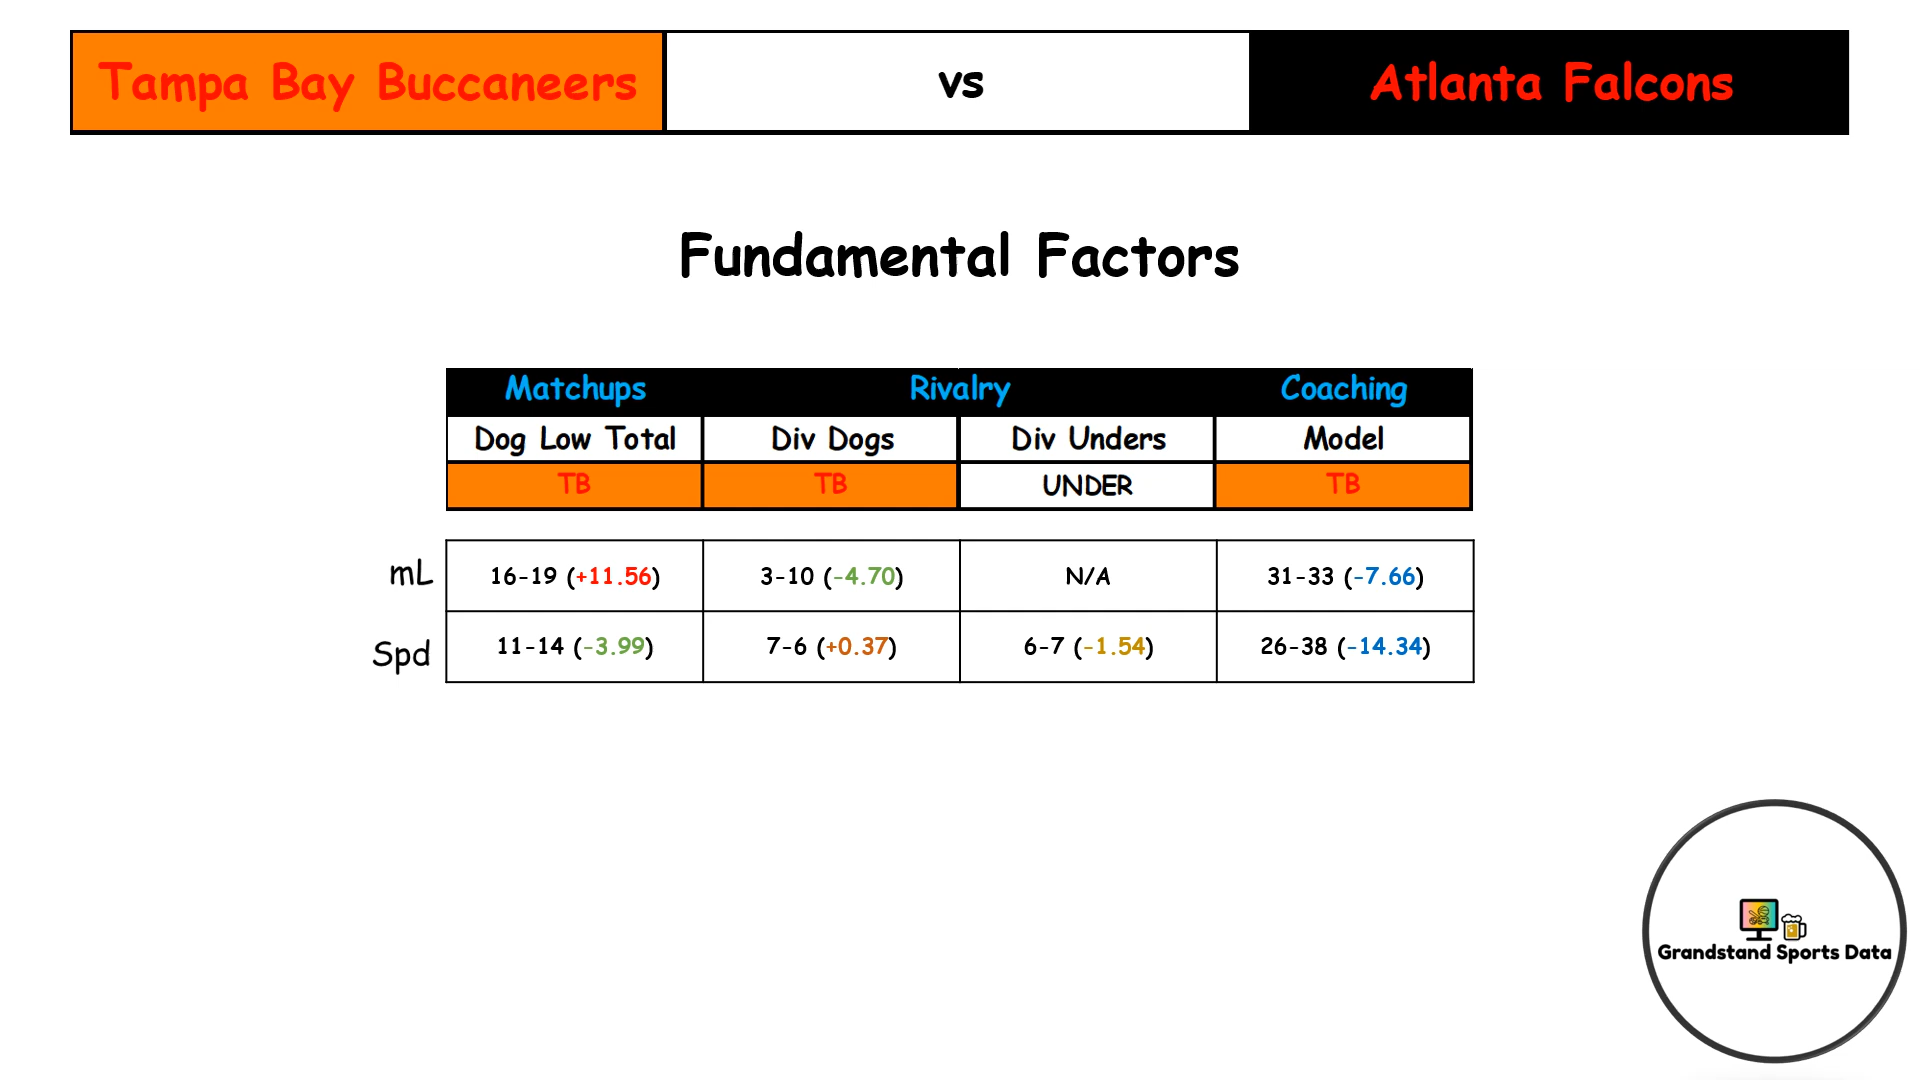 Tampa Bay Buccaneers vs Atlanta Falcons
Fundamental Factors
Matchups Rivalry Coaching
Dog Low Total Div Dogs Div Unders Model
TB TB UNDER TB
mL 16-19 (+11.56) 3-10 (-4.70) N/A 31-33 (-7.66)
Spd 11-14 (-3.99) 7-6 (+0.37) 6-7 (-1.54) 26-38 (-14.34)
Grandstand Sports Data